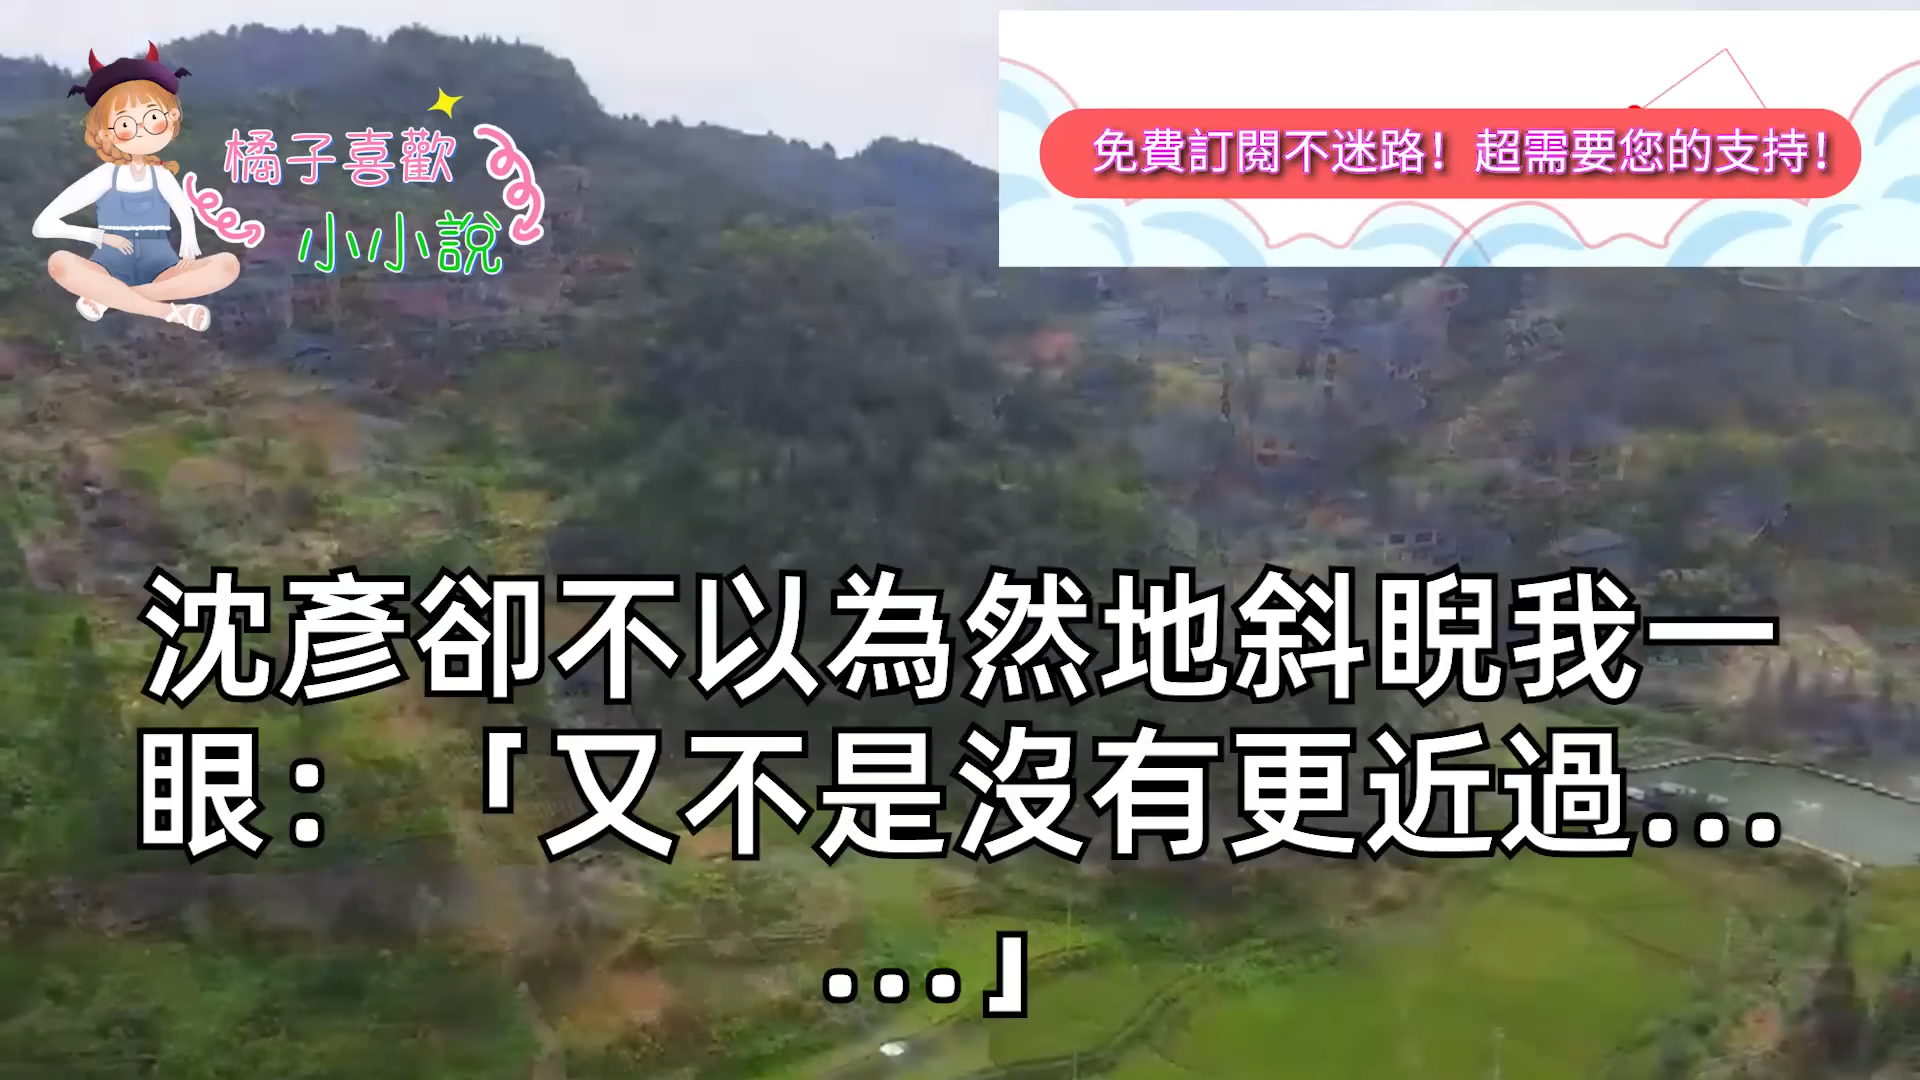 橘子喜歡
小小說
免費訂閱不迷路！超需要您的支持！
沈彥卻不以為然地斜睨我一
眼：「又不是沒有更近過...
...」